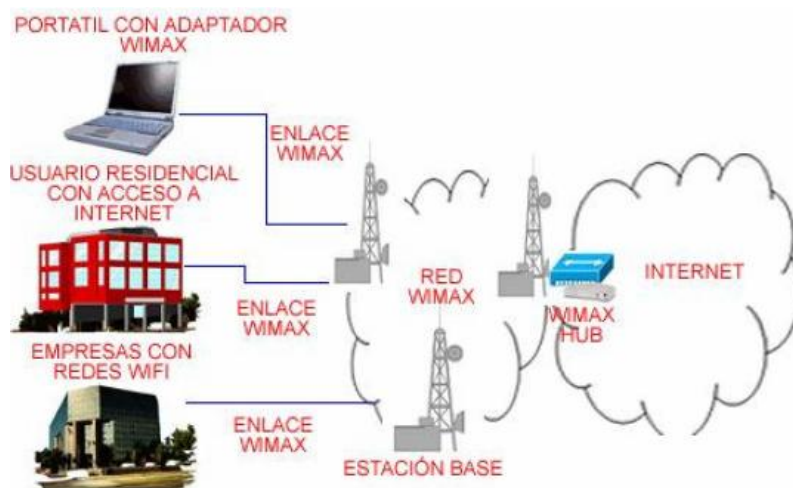 PORTATIL CON ADAPTADOR
WIMAX
ENLACE
WIMAX
USUARIO RESIDENCIAL
CON ACCESO A
INTERNET
RED
WIMAX
INTERNET
ENLACE
WIMAX
WIMAX
HUB
EMPRESAS CON
REDES WIFI
ENLACE
WIMAX
ESTACIÓN BASE